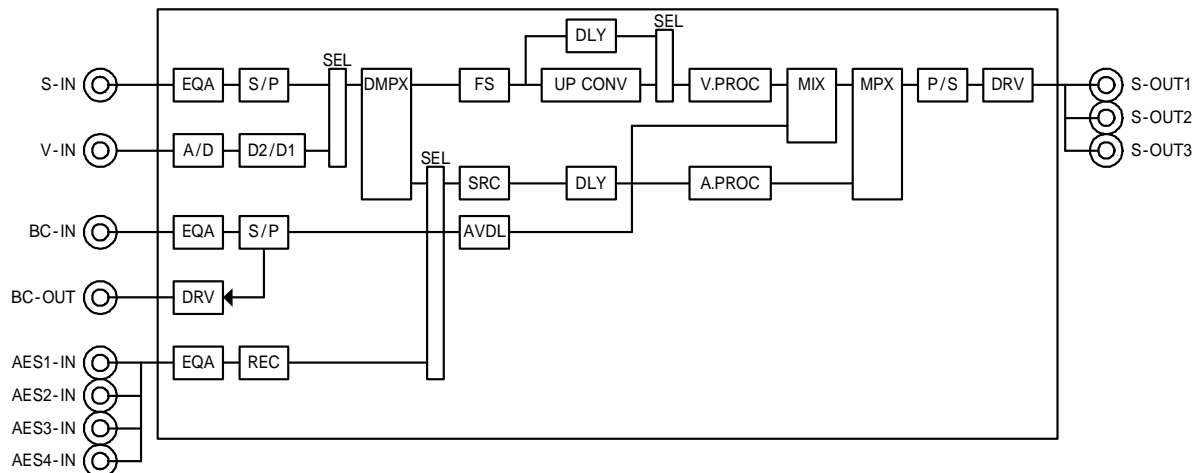 DLY
SEL
SEL
S-IN
EQA
S/P
DMPX
FS
UP CONV
V.PROC
MIX
MPX
P/S
DRV
S-OUT1
S-OUT2
V-IN
A/D
D2/D1
S-OUT3
SEL
SRC
DLY
A.PROC
BC-IN
EQA
S/P
AVDL
BC-OUT
DRV
AES1-IN
EQA
REC
AES2-IN
AES3-IN
AES4-IN